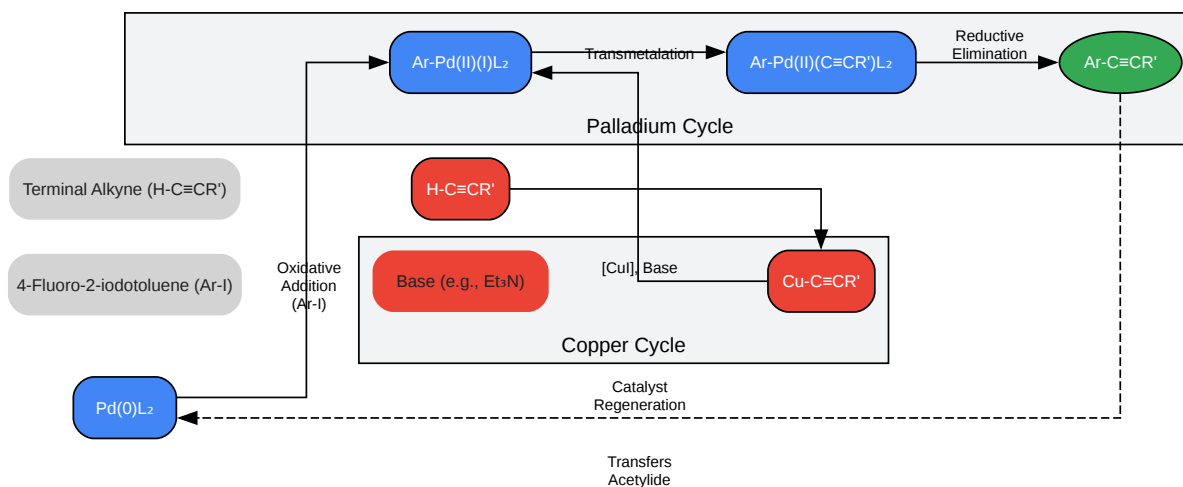 Ar-Pd(II)(I)L₂
Transmetalation
Ar-Pd(II)(C≡CR')L₂
Reductive
Elimination
Ar-C≡CR'
Palladium Cycle
Terminal Alkyne (H-C≡CR')
H-C≡CR'
4-Fluoro-2-iodotoluene (Ar-I)
Oxidative
Addition
(Ar-I)
Base (e.g., Et₃N)
[CuI], Base
Cu-C≡CR'
Copper Cycle
Pd(0)L₂
Catalyst
Regeneration
Transfers
Acetylide